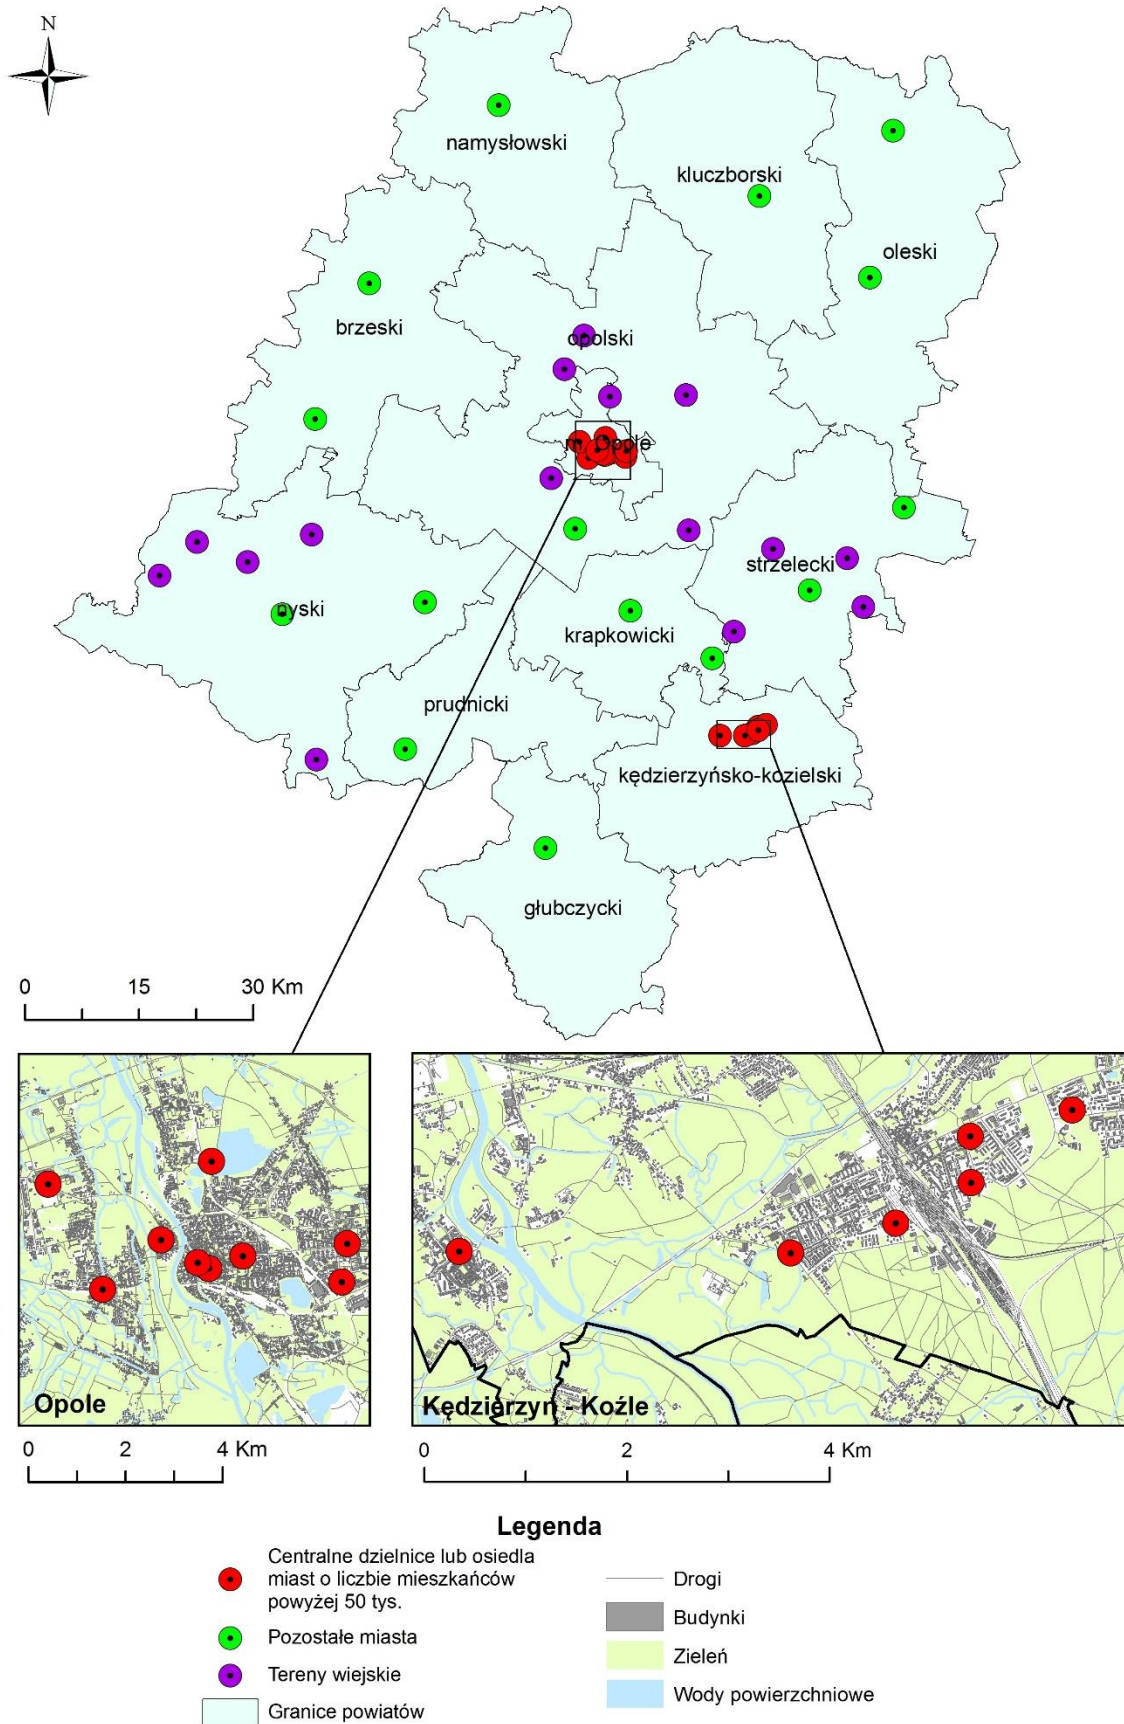 N
namysłowski
kluczborski
oleski
brzeski
opolski
m. Opole
strzelecki
nyski
krapkowicki
prudnicki
kędzierzyńsko-kozielski
głubczycki
0 15 30 Km
Opole
Kędzierzyn - Koźle
0 2 4 Km
0 2 4 Km
Legenda
Centralne dzielnice lub osiedla
miast o liczbie mieszkańców
powyżej 50 tys.
Pozostałe miasta
Tereny wiejskie
Granice powiatów
Drogi
Budynki
Zieleń
Wody powierzchniowe